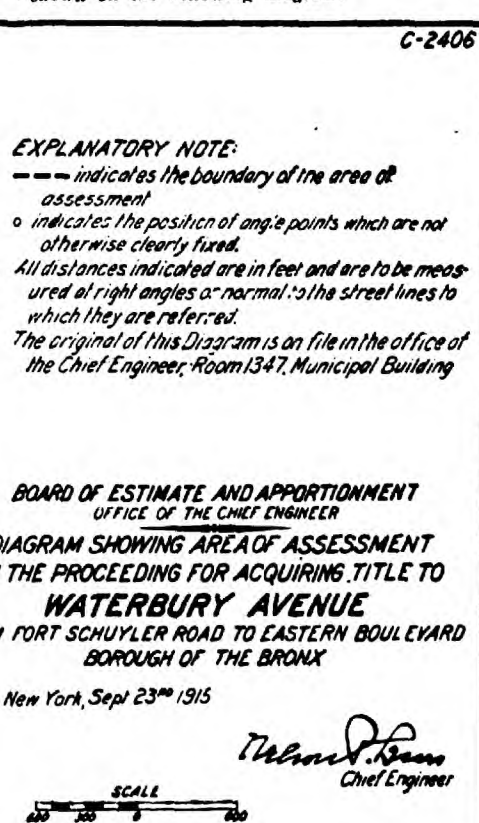 C-2406
EXPLANATORY NOTE:
indicates the boundary of the area of
assessment
o indicates the position of angle points which are not
otherwise clearly fixed.
All distances indicated are in feet and are to be meas-
ured at right angles or normal to the street lines to
which they are referred.
The original of this Diagram is on file in the office of
the Chief Engineer, Room 1347, Municipal Building
BOARD OF ESTIMATE AND APPORTIONMENT
OFFICE OF THE CHIEF ENGINEER
DIAGRAM SHOWING AREA OF ASSESSMENT
THE PROCEEDING FOR ACQUIRING TITLE TO
WATERBURY AVENUE
FORT SCHUYLER ROAD TO EASTERN BOULEVARD
BOROUGH OF THE BRONX
New York, Sept 23RD 1915
Chief Engineer
SCALE
600 300 0 600